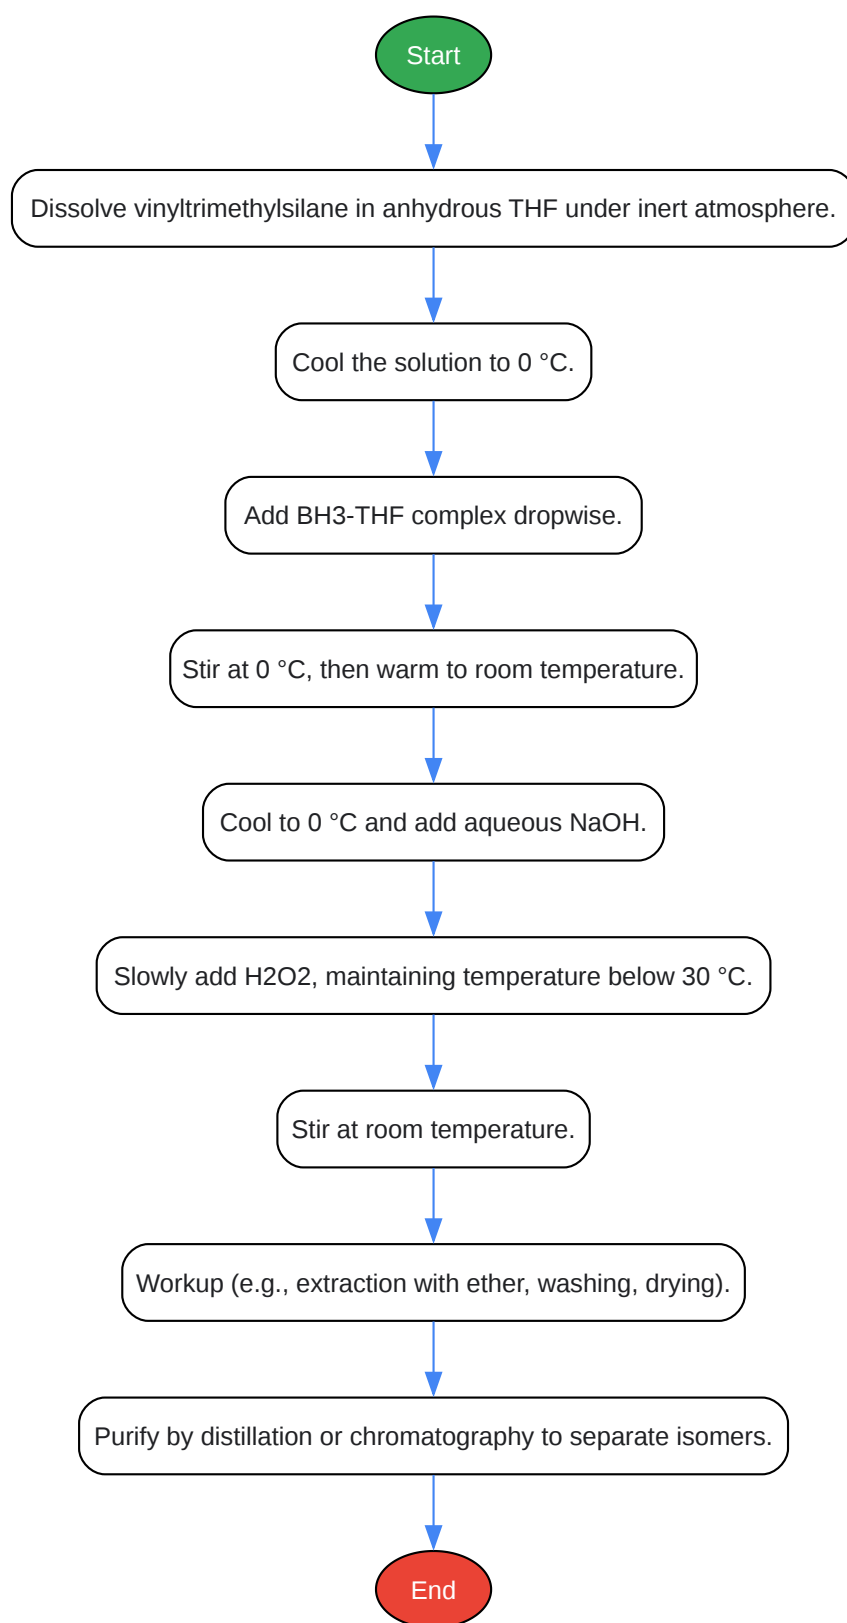 Start
Dissolve vinyltrimethylsilane in anhydrous THF under inert atmosphere.
Cool the solution to 0 °C.
Add BH3-THF complex dropwise.
Stir at 0 °C, then warm to room temperature.
Cool to 0 °C and add aqueous NaOH.
Slowly add H2O2, maintaining temperature below 30 °C.
Stir at room temperature.
Workup (e.g., extraction with ether, washing, drying).
Purify by distillation or chromatography to separate isomers.
End